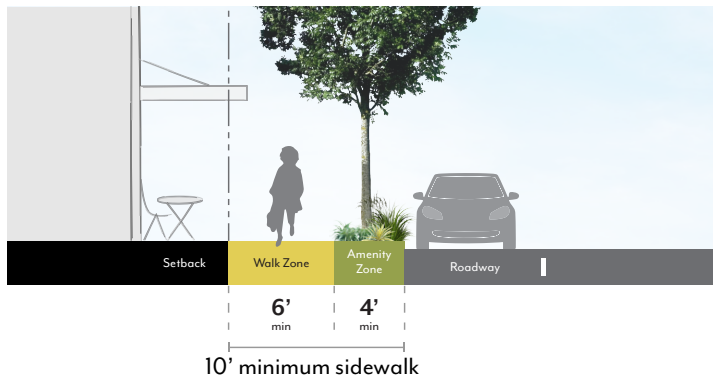 Setback
Walk Zone
Amenity
Zone
Roadway
6’
min
4’
min
10’ minimum sidewalk